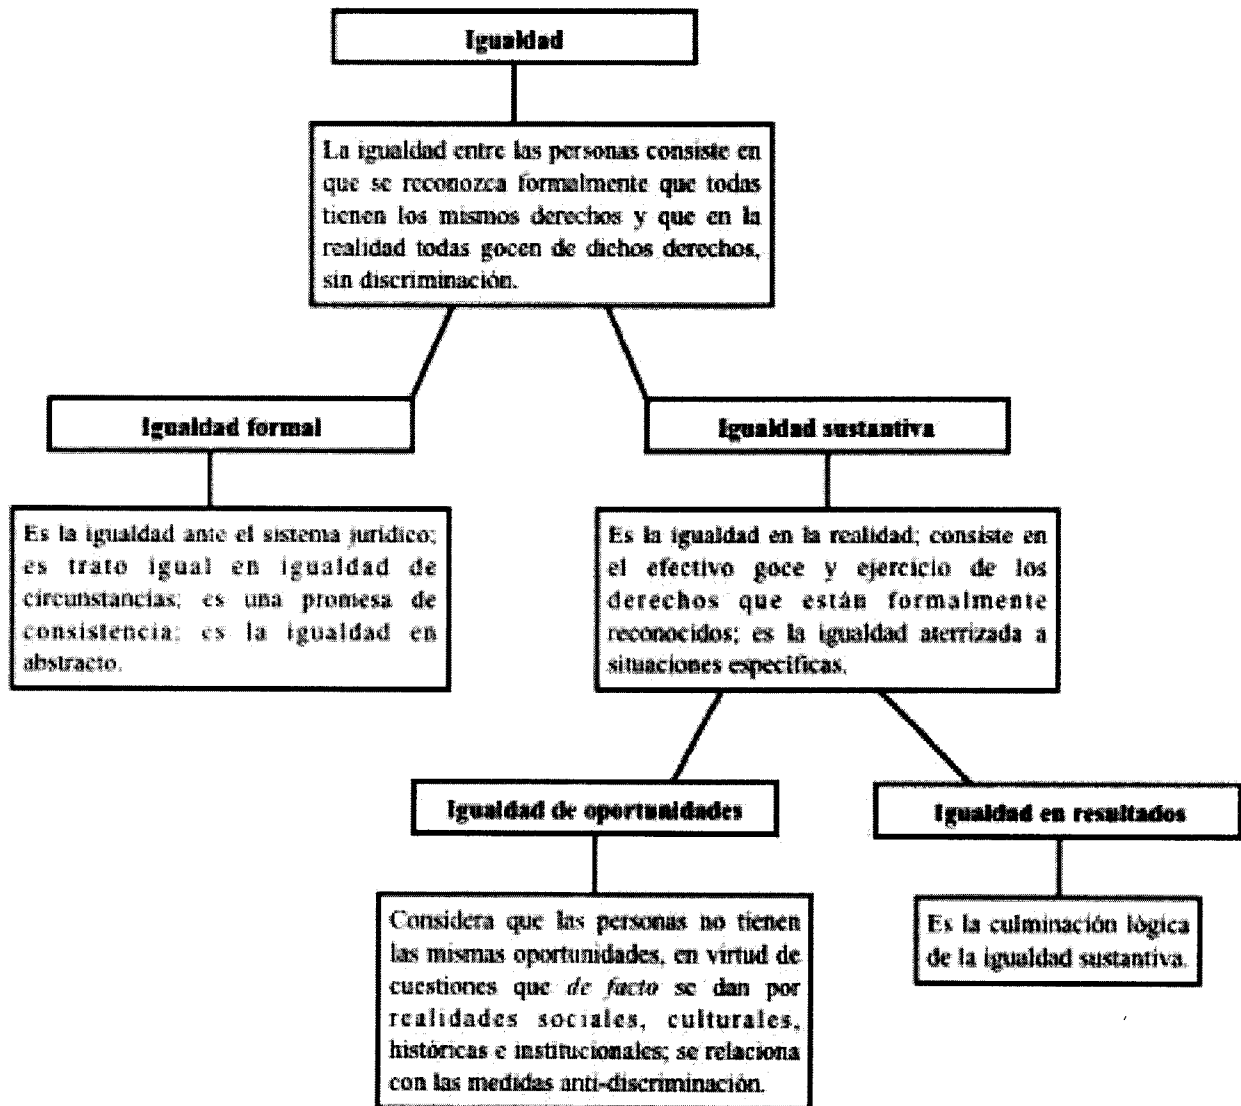 Igualdad
La igualdad entre las personas consiste en
que se reconozca formalmente que todas
tienen los mismos derechos y que en la
realidad todas gocen de dichos derechos,
sin discriminación.
Igualdad formal
Es la igualdad ante el sistema jurídico;
es trato igual en igualdad de
circunstancias; es una promesa de
consistencia; es la igualdad en
abstracto.
Igualdad sustantiva
Es la igualdad en la realidad; consiste en
el efectivo goce y ejercicio de los
derechos que están formalmente
reconocidos; es la igualdad aterrizada a
situaciones específicas.
Igualdad de oportunidades
Considera que las personas no tienen
las mismas oportunidades, en virtud de
cuestiones que de facto se dan por
realidades sociales, culturales,
históricas e institucionales; se relaciona
con las medidas anti-discriminación.
Igualdad en resultados
Es la culminación lógica
de la igualdad sustantiva.